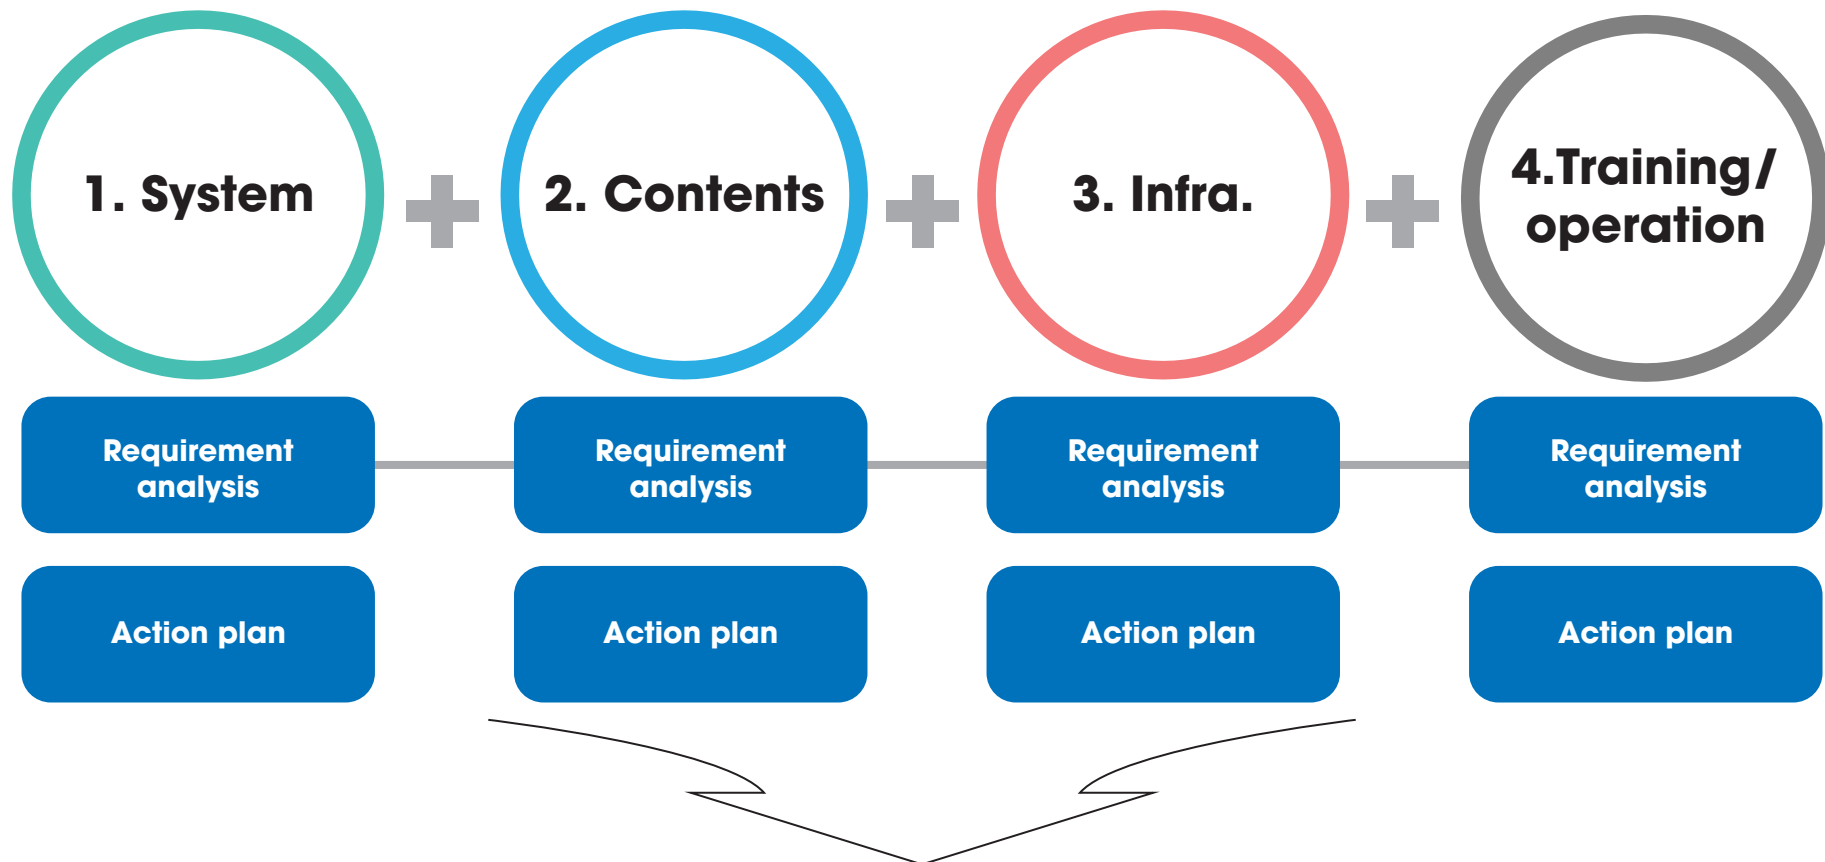 1. System
2. Contents
3. Infra.
4.Training/
operation
Requirement
analysis
Requirement
analysis
Requirement
analysis
Requirement
analysis
Action plan
Action plan
Action plan
Action plan